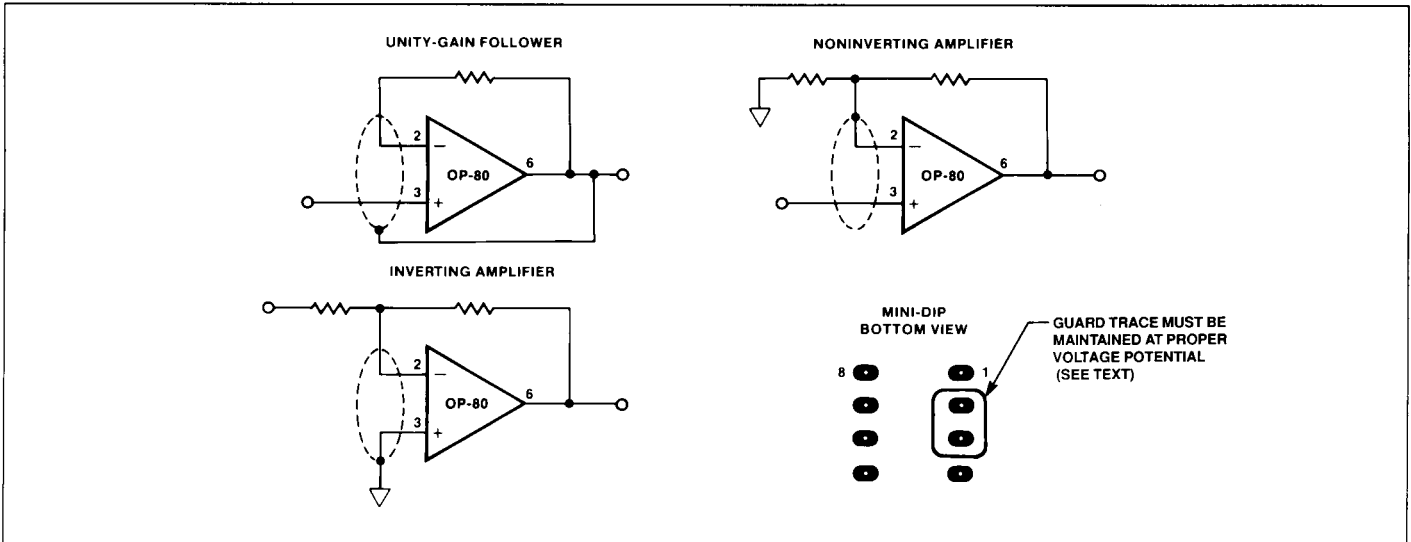 UNITY-GAIN FOLLOWER
2
−
OP-80
6
3
+
NONINVERTING AMPLIFIER
2
−
OP-80
6
3
+
INVERTING AMPLIFIER
2
−
OP-80
6
3
+
MINI-DIP
BOTTOM VIEW
8
1
GUARD TRACE MUST BE
MAINTAINED AT PROPER
VOLTAGE POTENTIAL
(SEE TEXT)